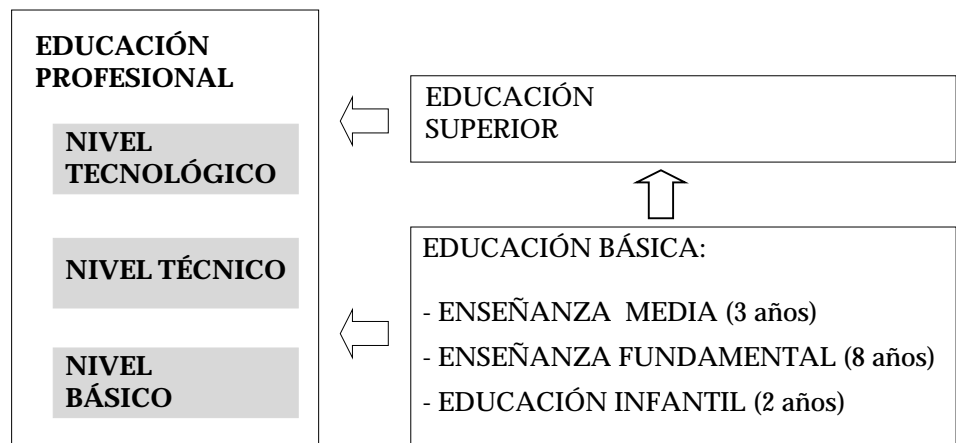 EDUCACIÓN
PROFESIONAL
NIVEL
TECNOLÓGICO
NIVEL TÉCNICO
NIVEL
BÁSICO
EDUCACIÓN
SUPERIOR
EDUCACIÓN BÁSICA:
- ENSEÑANZA MEDIA (3 años)
- ENSEÑANZA FUNDAMENTAL (8 años)
- EDUCACIÓN INFANTIL (2 años)